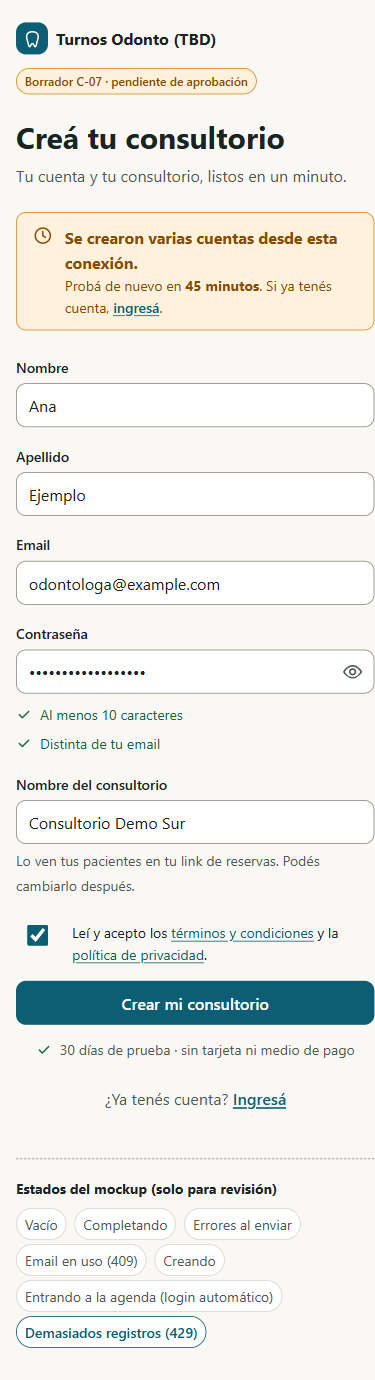 Turnos Odonto (TBD)
Borrador C-07 · pendiente de aprobación
Creá tu consultorio
Tu cuenta y tu consultorio, listos en un minuto.
Se crearon varias cuentas desde esta
conexión.
Probá de nuevo en 45 minutos. Si ya tenés
cuenta, ingresá.
Nombre
Ana
Apellido
Ejemplo
Email
odontologa@example.com
Contraseña
••••••••••••••••••
Al menos 10 caracteres
Distinta de tu email
Nombre del consultorio
Consultorio Demo Sur
Lo ven tus pacientes en tu link de reservas. Podés
cambiarlo después.
Leí y acepto los términos y condiciones y la
política de privacidad.
Crear mi consultorio
30 días de prueba · sin tarjeta ni medio de pago
¿Ya tenés cuenta? Ingresá
Estados del mockup (solo para revisión)
Vacío Completando Errores al enviar
Email en uso (409) Creando
Entrando a la agenda (login automático)
Demasiados registros (429)